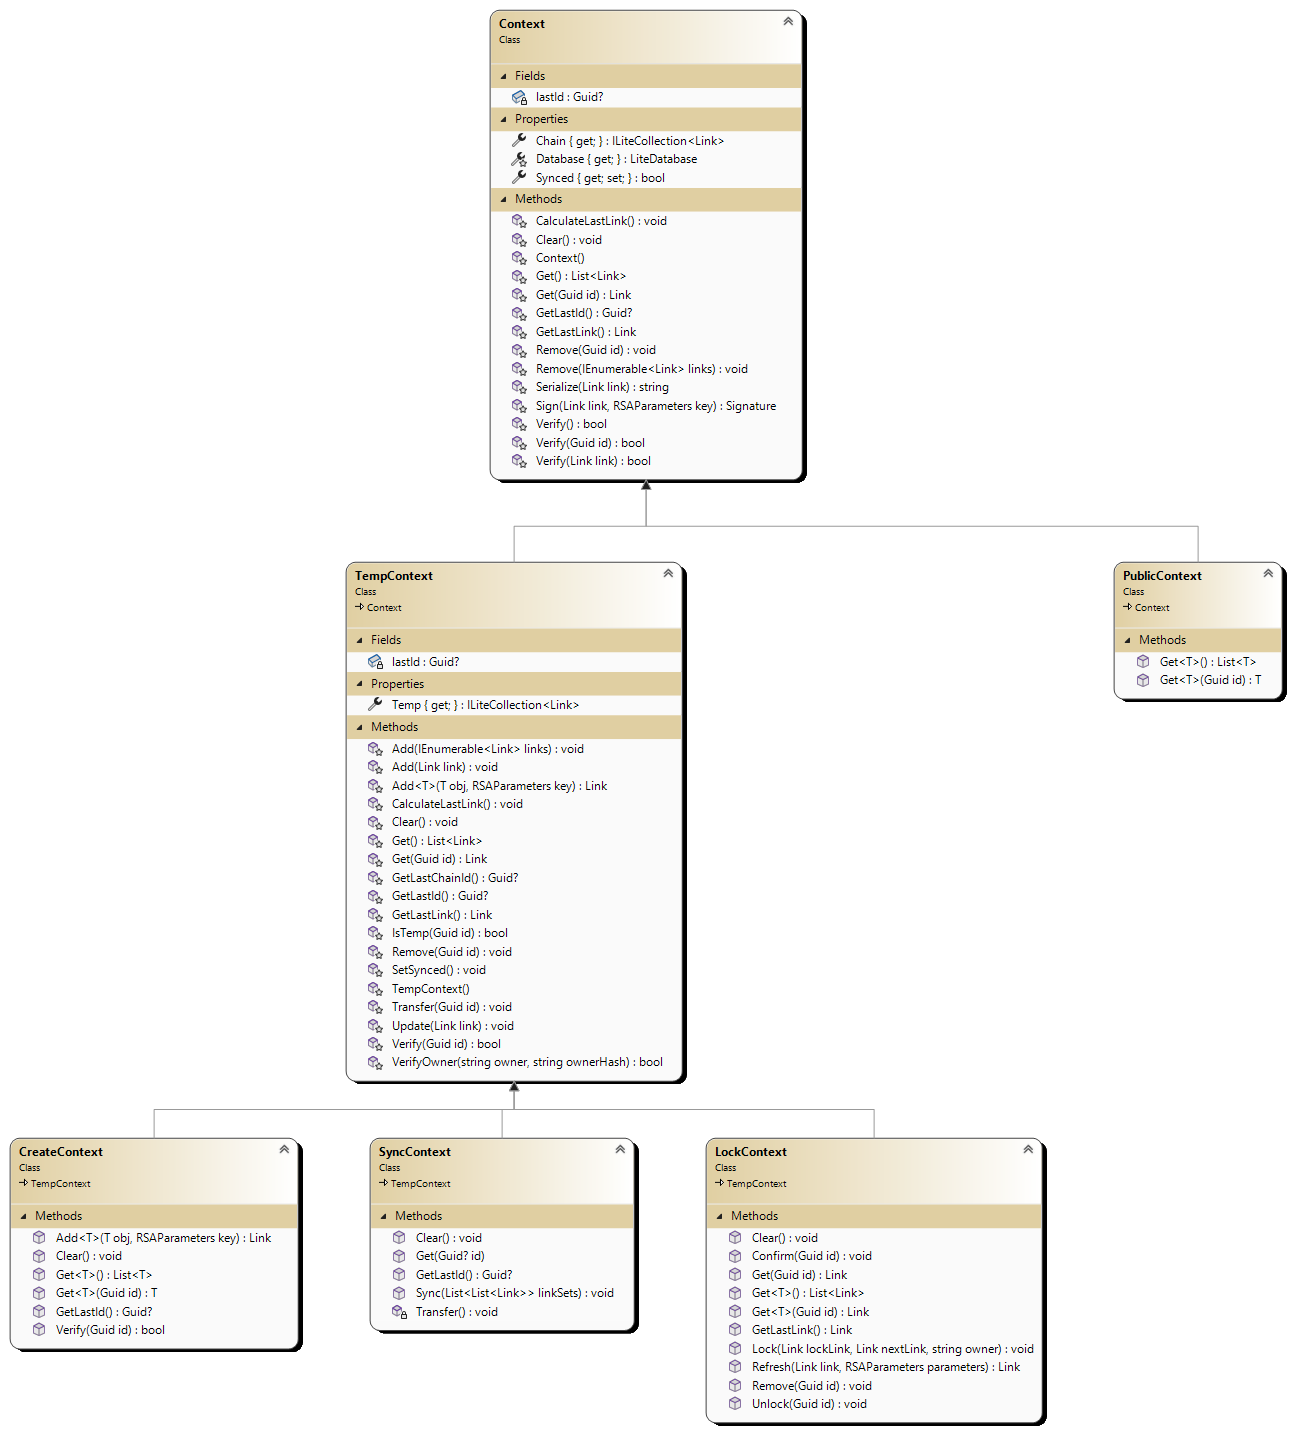 Context
Class
Fields
lastId : Guid?
Properties
Chain { get; } : ILiteCollection<Link>
Database { get; } : LiteDatabase
Synced { get; set; } : bool
Methods
CalculateLastLink() : void
Clear() : void
Context()
Get() : List<Link>
Get(Guid id) : Link
GetLastId() : Guid?
GetLastLink() : Link
Remove(Guid id) : void
Remove(IEnumerable<Link> links) : void
Serialize(Link link) : string
Sign(Link link, RSAParameters key) : Signature
Verify() : bool
Verify(Guid id) : bool
Verify(Link link) : bool
TempContext
Class
Context
Fields
lastId : Guid?
Properties
Temp { get; } : ILiteCollection<Link>
Methods
Add(IEnumerable<Link> links) : void
Add(Link link) : void
Add<T>(T obj, RSAParameters key) : Link
CalculateLastLink() : void
Clear() : void
Get() : List<Link>
Get(Guid id) : Link
GetLastChainId() : Guid?
GetLastId() : Guid?
GetLastLink() : Link
IsTemp(Guid id) : bool
Remove(Guid id) : void
SetSynced() : void
TempContext()
Transfer(Guid id) : void
Update(Link link) : void
Verify(Guid id) : bool
VerifyOwner(string owner, string ownerHash) : bool
PublicContext
Class
Context
Methods
Get<T>() : List<T>
Get<T>(Guid id) : T
CreateContext
Class
TempContext
Methods
Add<T>(T obj, RSAParameters key) : Link
Clear() : void
Get<T>() : List<T>
Get<T>(Guid id) : T
GetLastId() : Guid?
Verify(Guid id) : bool
SyncContext
Class
TempContext
Methods
Clear() : void
Get(Guid? id)
GetLastId() : Guid?
Sync(List<List<Link>> linkSets) : void
Transfer() : void
LockContext
Class
TempContext
Methods
Clear() : void
Confirm(Guid id) : void
Get(Guid id) : Link
Get<T>() : List<Link>
Get<T>(Guid id) : Link
GetLastLink() : Link
Lock(Link lockLink, Link nextLink, string owner) : void
Refresh(Link link, RSAParameters parameters) : Link
Remove(Guid id) : void
Unlock(Guid id) : void